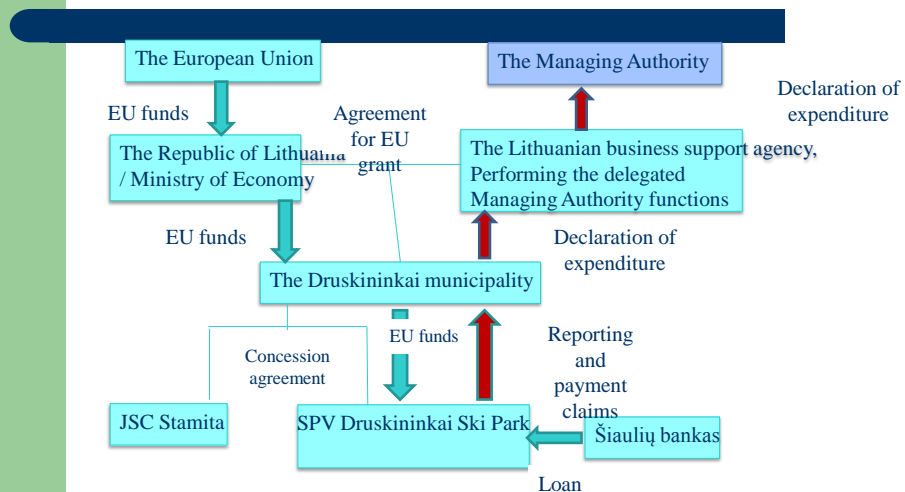 The European Union
The Managing Authority
Declaration of
expenditure
EU funds
Agreement
for EU
grant
The Republic of Lithuania
/ Ministry of Economy
The Lithuanian business support agency,
Performing the delegated
Managing Authority functions
EU funds
Declaration of
expenditure
The Druskininkai municipality
EU funds
Concession
agreement
Reporting
and
payment
claims
JSC Stamita
SPV Druskininkai Ski Park
Šiaulių bankas
Loan